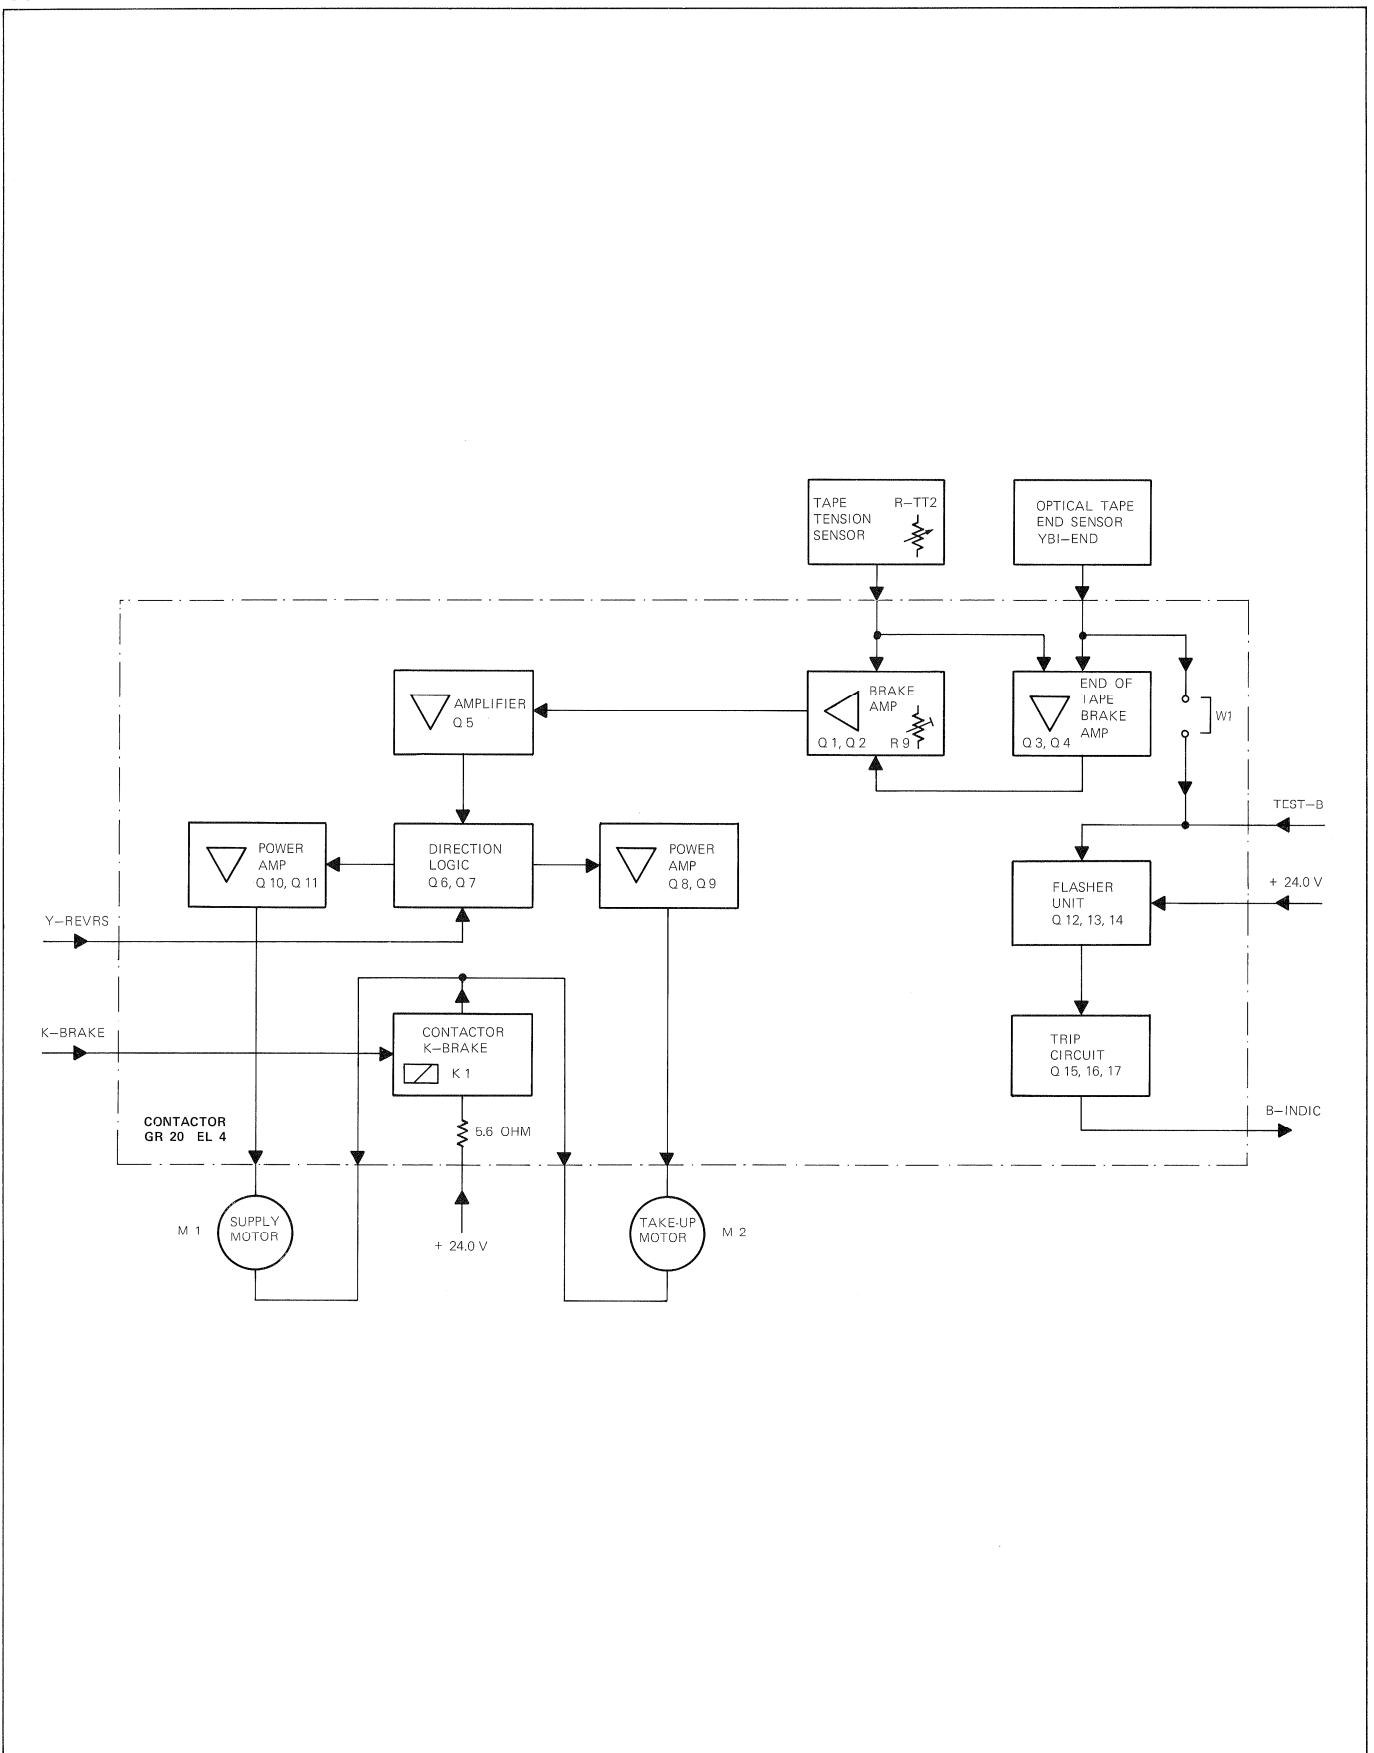 TAPE R–TT2
TENSION
SENSOR
OPTICAL TAPE
END SENSOR
YBI–END
AMPLIFIER
Q 5
BRAKE
AMP
Q 1, Q 2 R 9
END OF
TAPE
BRAKE
AMP
Q 3, Q 4
W1
TEST–B
POWER
AMP
Q 10, Q 11
DIRECTION
LOGIC
Q 6, Q 7
POWER
AMP
Q 8, Q 9
FLASHER
UNIT
Q 12, 13, 14
+ 24.0 V
Y–REVRS
K–BRAKE
CONTACTOR
K–BRAKE
K 1
TRIP
CIRCUIT
Q 15, 16, 17
B–INDIC
CONTACTOR
GR 20 EL 4
5.6 OHM
M 1
SUPPLY
MOTOR
+ 24.0 V
TAKE-UP
MOTOR
M 2